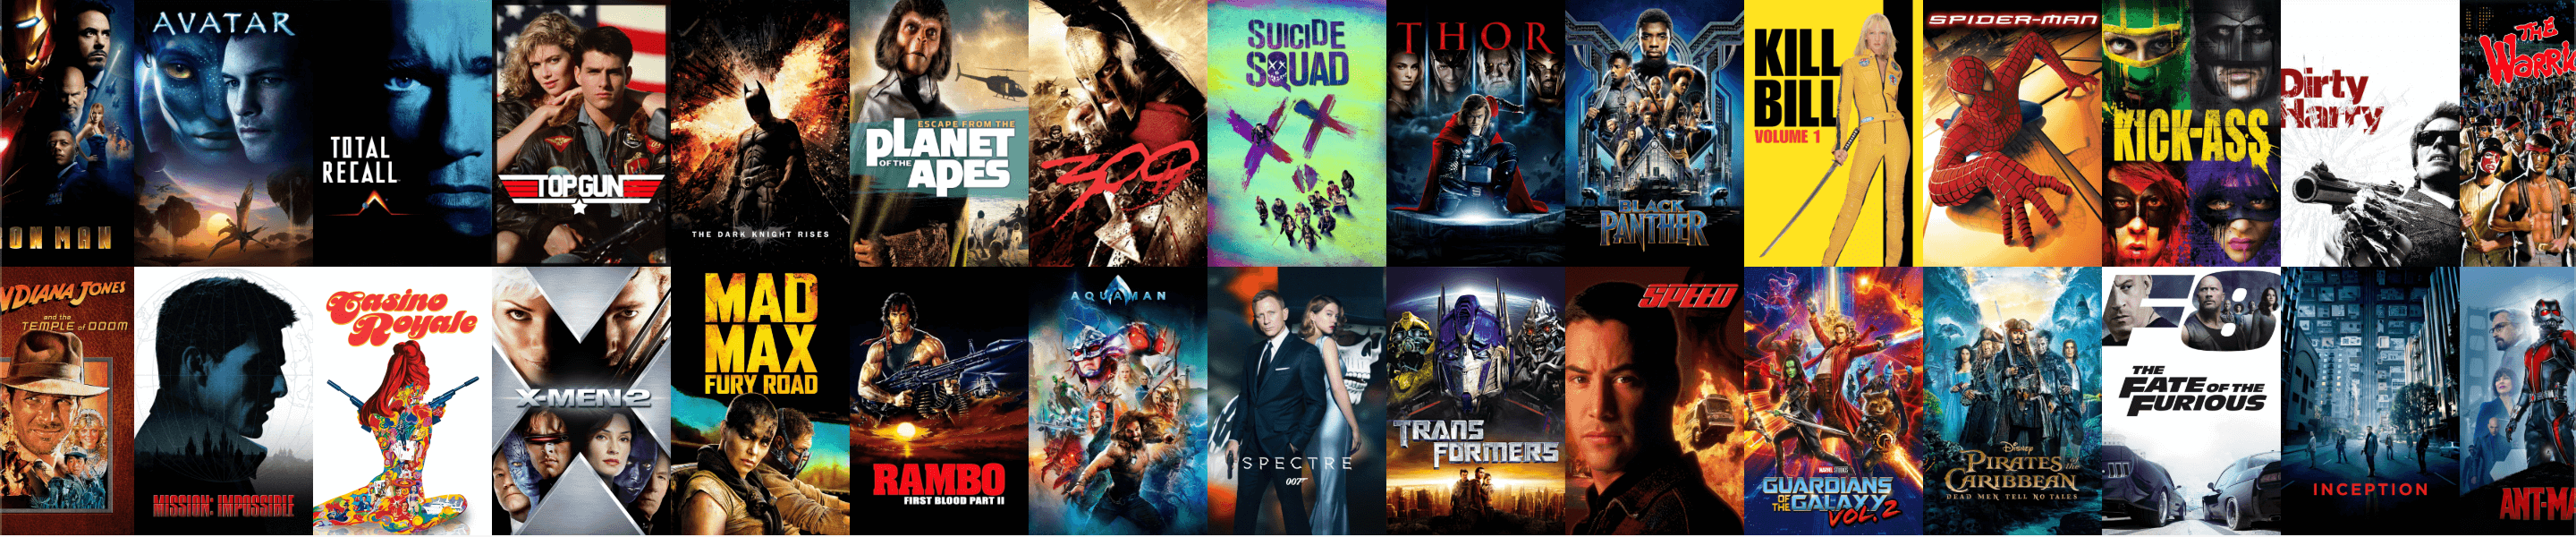 ON MAN
AVATAR
TOTAL
RECALL
TOP GUN
THE DARK KNIGHT RISES
ESCAPE FROM THE
PLANET
OF THE
APES
300
SUICIDE
SQUAD
THOR
BLACK
PANTHER
KILL
BILL
VOLUME 1
SPIDER-MAN
KICK-ASS
Dirty
Harry
THE
WARRI
NDIANA JONES
and the
TEMPLE of DOOM
MISSION: IMPOSSIBLE
Casino
Royale
X-MEN 2
MAD
MAX
FURY ROAD
RAMBO
FIRST BLOOD PART II
AQUAMAN
SPECTRE
007
TRANS
FORMERS
SPEED
MARVEL STUDIOS
GUARDIANS
OF THE GALAXY
VOL. 2
Disney
PIRATES of the
CARIBBEAN
DEAD MEN TELL NO TALES
F8
THE
FATE OF THE
FURIOUS
INCEPTION
ANT-MA